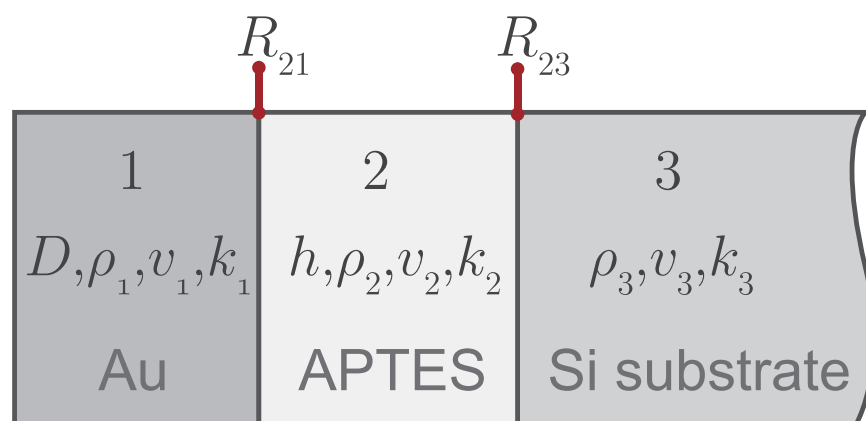 R₂₁ R₂₃
1 2 3
D,ρ₁,v₁,k₁ h,ρ₂,v₂,k₂ ρ₃,v₃,k₃
Au APTES Si substrate